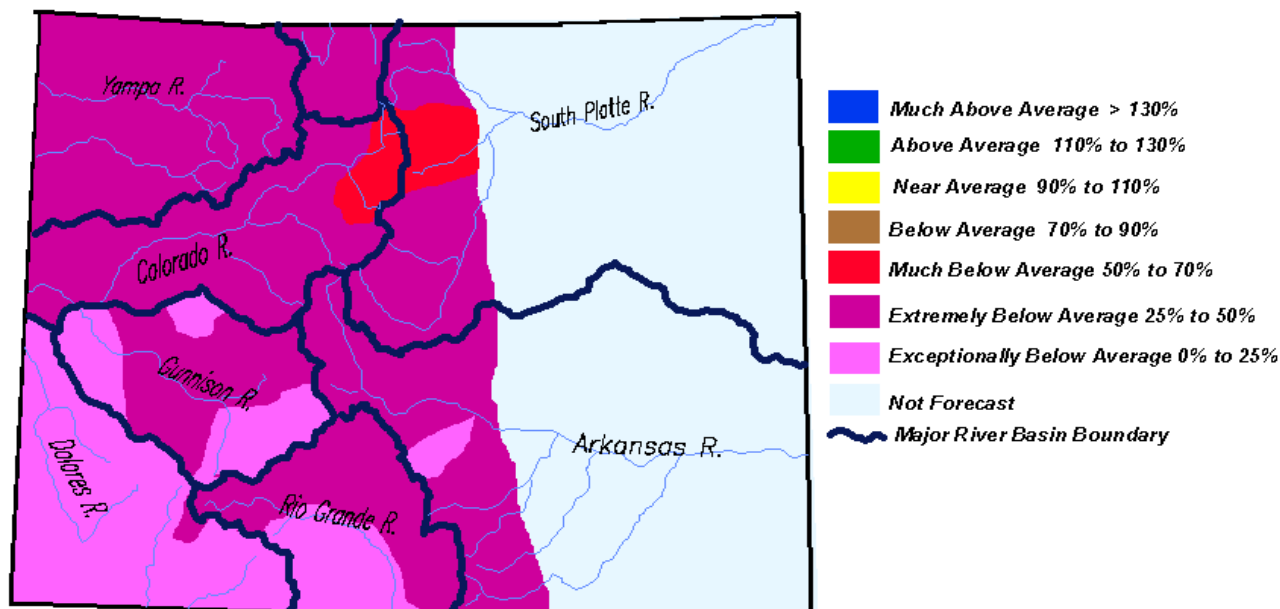 Yampa R.
South Platte R.
Colorado R.
Gunnison R.
Dolores R.
Arkansas R.
Rio Grande R.
Much Above Average > 130%
Above Average 110% to 130%
Near Average 90% to 110%
Below Average 70% to 90%
Much Below Average 50% to 70%
Extremely Below Average 25% to 50%
Exceptionally Below Average 0% to 25%
Not Forecast
Major River Basin Boundary